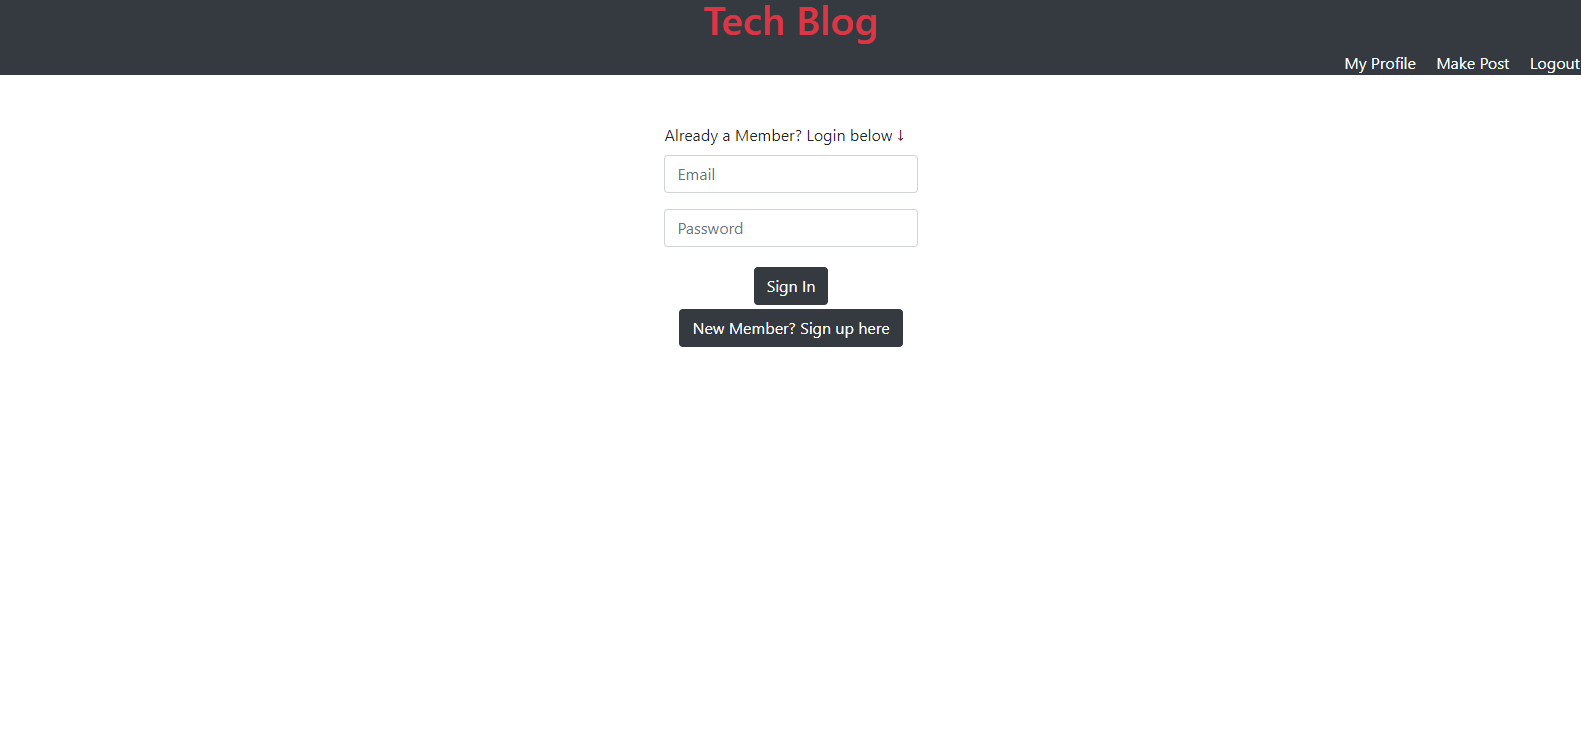 Tech Blog
My Profile Make Post Logout
Already a Member? Login below ↓
Email
Password
Sign In
New Member? Sign up here